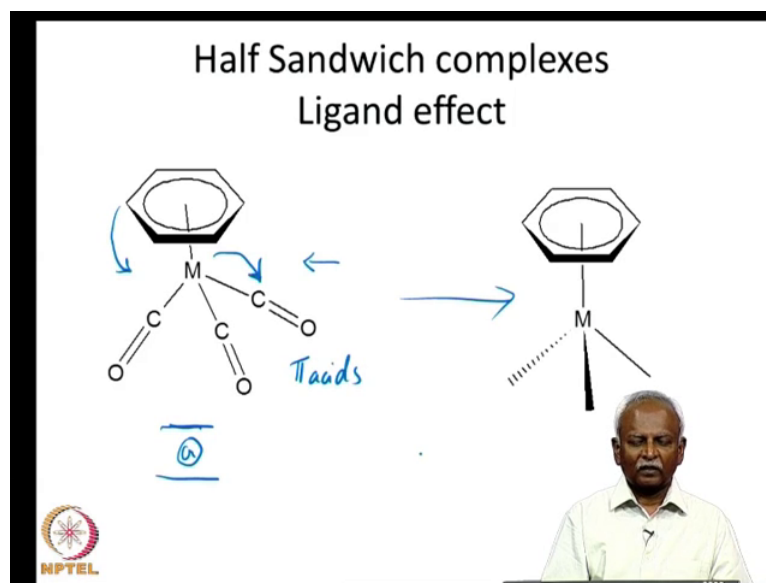 Half Sandwich complexes
Ligand effect
M
C
C
C
O
O
O
π acids
M
a
NPTEL